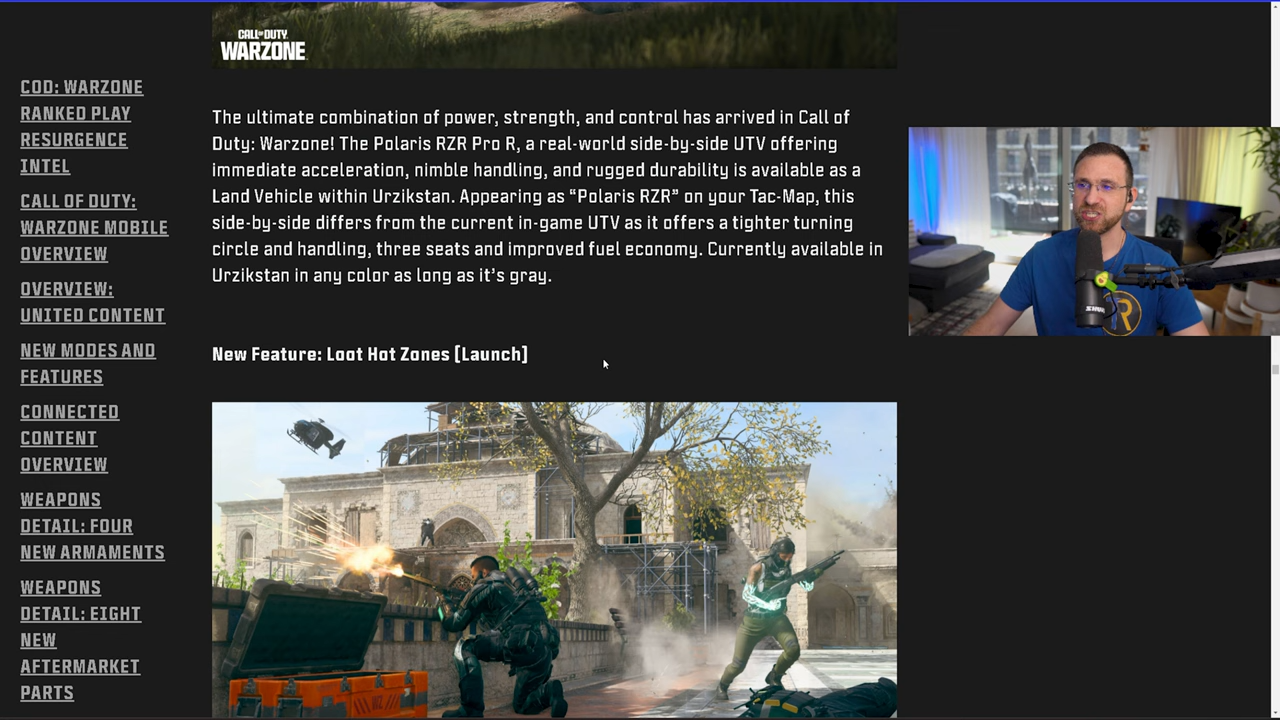 CALL OF DUTY
WARZONE
COD: WARZONE
RANKED PLAY
RESURGENCE
INTEL
CALL OF DUTY:
WARZONE MOBILE
OVERVIEW
OVERVIEW:
UNITED CONTENT
NEW MODES AND
FEATURES
CONNECTED
CONTENT
OVERVIEW
WEAPONS
DETAIL: FOUR
NEW ARMAMENTS
WEAPONS
DETAIL: EIGHT
NEW
AFTERMARKET
PARTS
The ultimate combination of power, strength, and control has arrived in Call of
Duty: Warzone! The Polaris RZR Pro R, a real-world side-by-side UTV offering
immediate acceleration, nimble handling, and rugged durability is available as a
Land Vehicle within Urzikstan. Appearing as “Polaris RZR” on your Tac-Map, this
side-by-side differs from the current in-game UTV as it offers a tighter turning
circle and handling, three seats and improved fuel economy. Currently available in
Urzikstan in any color as long as it’s gray.
New Feature: Loot Hot Zones [Launch]